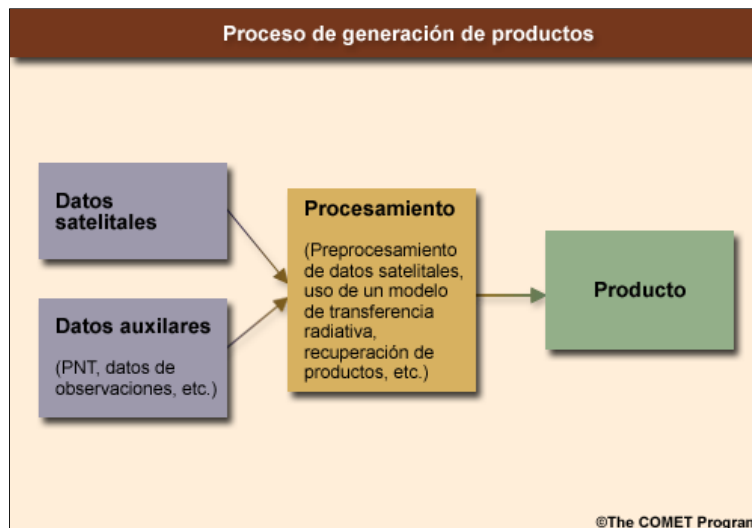 Proceso de generación de productos
Datos
satelitales
Datos auxilares
(PNT, datos de
observaciones, etc.)
Procesamiento
(Preprocesamiento
de datos satelitales,
uso de un modelo
de transferencia
radiativa,
recuperación de
productos, etc.)
Producto
©The COMET Program